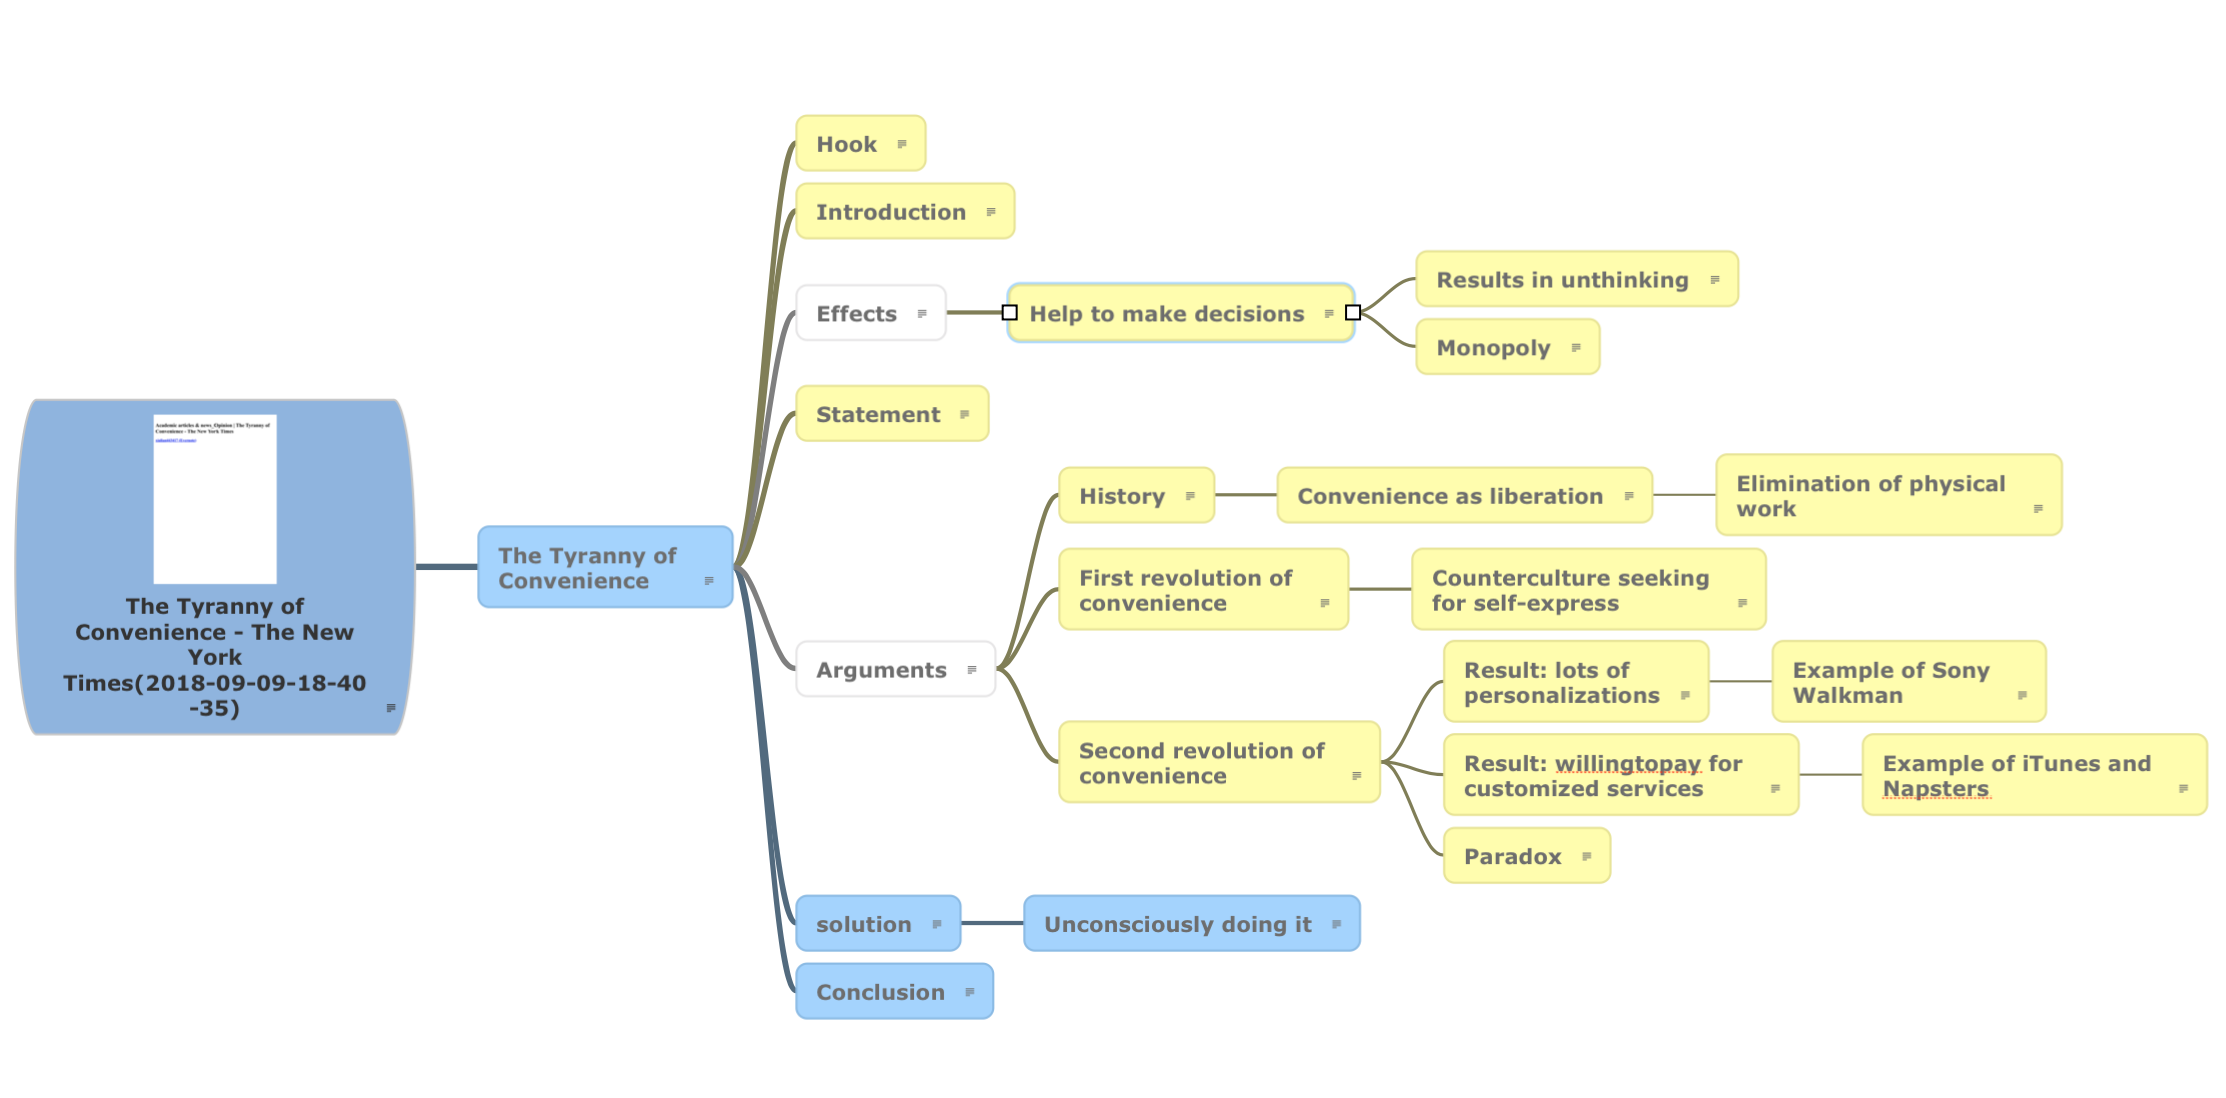 Academic articles & news_Opinion | The Tyranny of
Convenience - The New York Times
The Tyranny of
Convenience - The New
York
Times(2018-09-09-18-40
-35)
The Tyranny of
Convenience
Hook
Introduction
Effects
Help to make decisions
Results in unthinking
Monopoly
Statement
Arguments
History
Convenience as liberation
Elimination of physical
work
First revolution of
convenience
Counterculture seeking
for self-express
Second revolution of
convenience
Result: lots of
personalizations
Example of Sony
Walkman
Result: willingtopay for
customized services
Example of iTunes and
Napsters
Paradox
solution
Unconsciously doing it
Conclusion